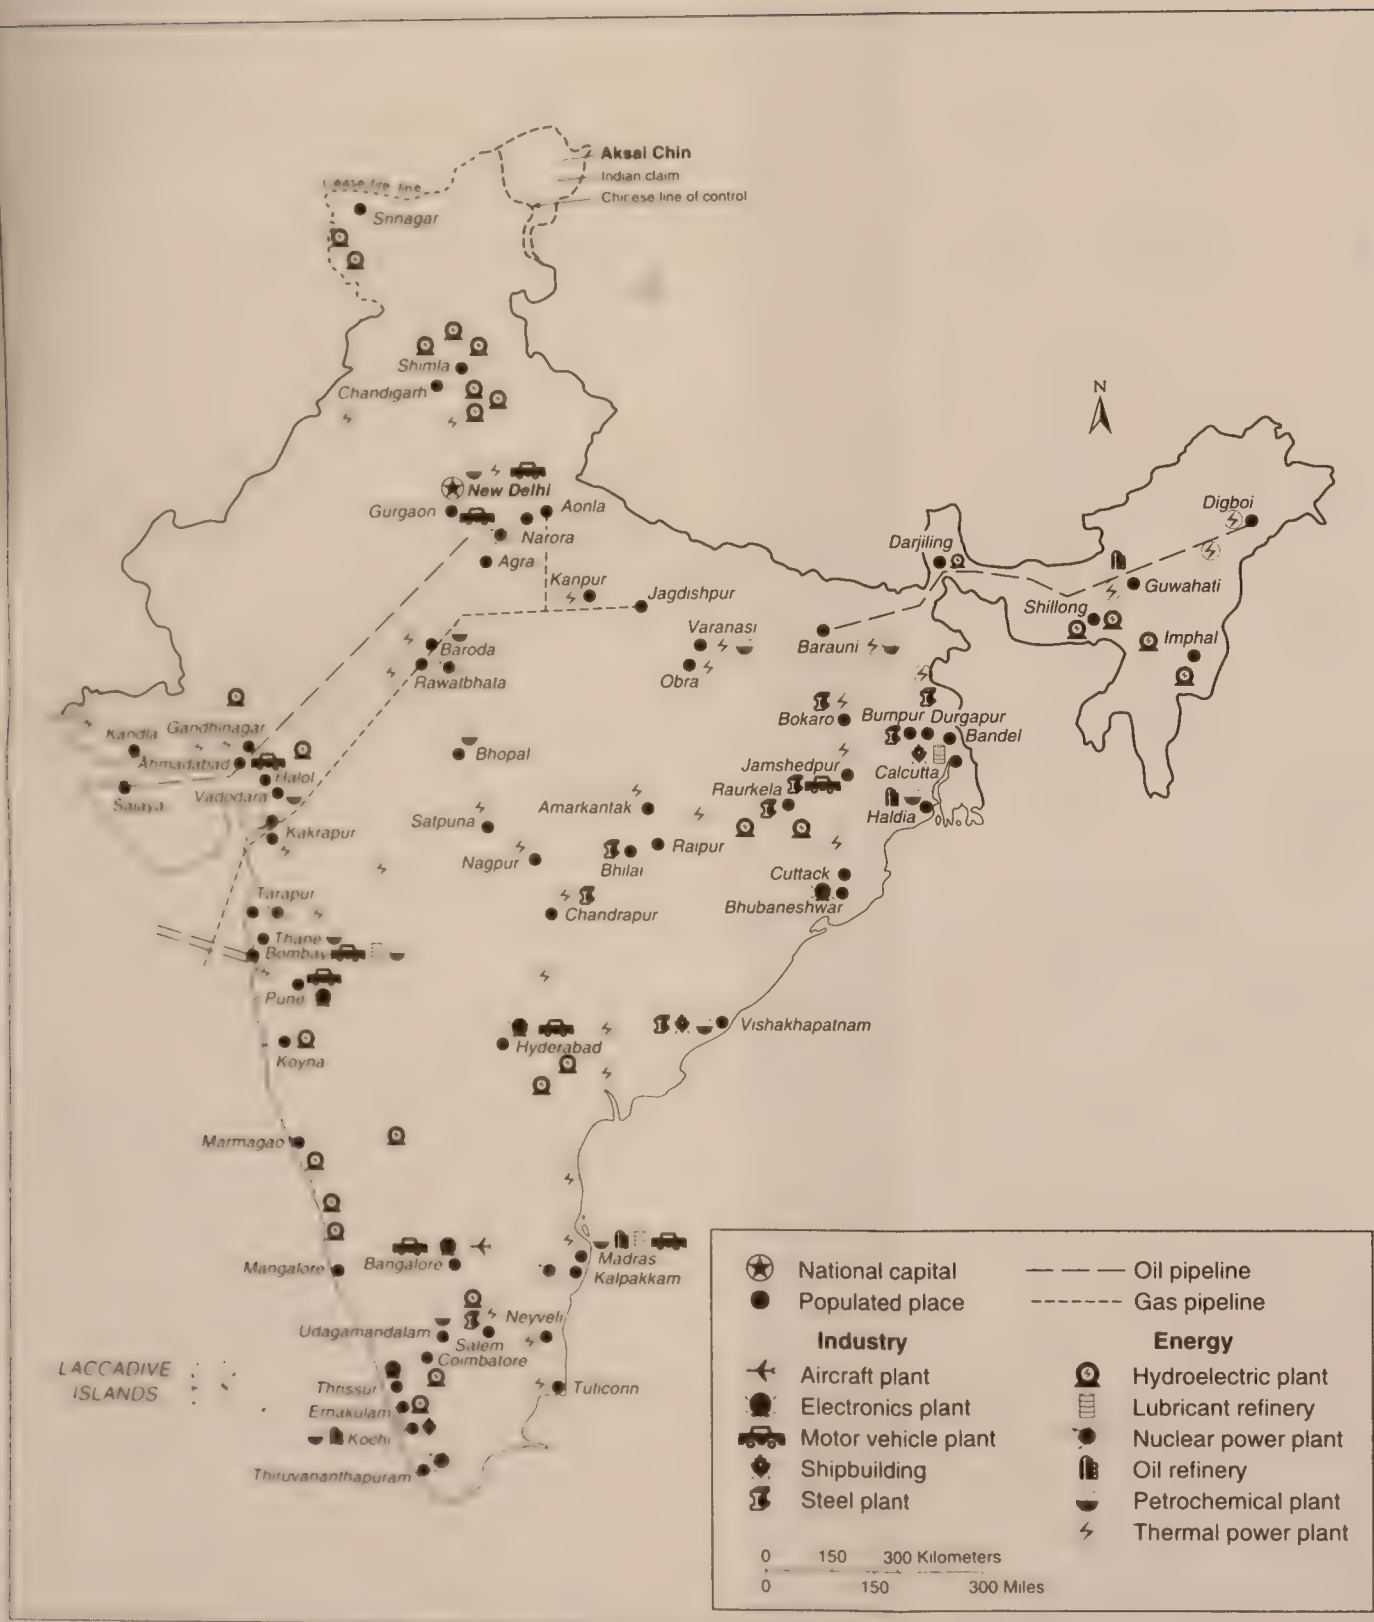 Aksai Chin
Indian claim
Chinese line of control
Cease-fire line
Srinagar
Shimla
Chandigarh
N
New Delhi
Gurgaon
Aonla
Narora
Agra
Digboi
Darjiling
Kanpur
Jagdishpur
Guwahati
Shillong
Varanasi
Barauni
Imphal
Baroda
Obra
Rawatbhata
Kandla
Gandhinagar
Bokaro
Burnpur
Durgapur
Bandel
Bhopal
Ahmadabad
Halol
Jamshedpur
Calcutta
Salaya
Vadodara
Raurkela
Amarkantak
Haldia
Satpuna
Kakrapur
Raipur
Nagpur
Bhilai
Cuttack
Tarapur
Chandrapur
Bhubaneshwar
Thane
Bombay
Pune
Vishakhapatnam
Hyderabad
Koyna
Marmagao
Mangalore
Bangalore
Madras
Kalpakkam
Neyveli
Udagamandalam
Salem
Coimbatore
LACCADIVE
ISLANDS
Thrissur
Tuticorin
Ernakulam
Kochi
Thiruvananthapuram
National capital
Oil pipeline
Populated place
Gas pipeline
Industry
Energy
Aircraft plant
Hydroelectric plant
Electronics plant
Lubricant refinery
Motor vehicle plant
Nuclear power plant
Shipbuilding
Oil refinery
Steel plant
Petrochemical plant
Thermal power plant
0 150 300 Kilometers
0 150 300 Miles